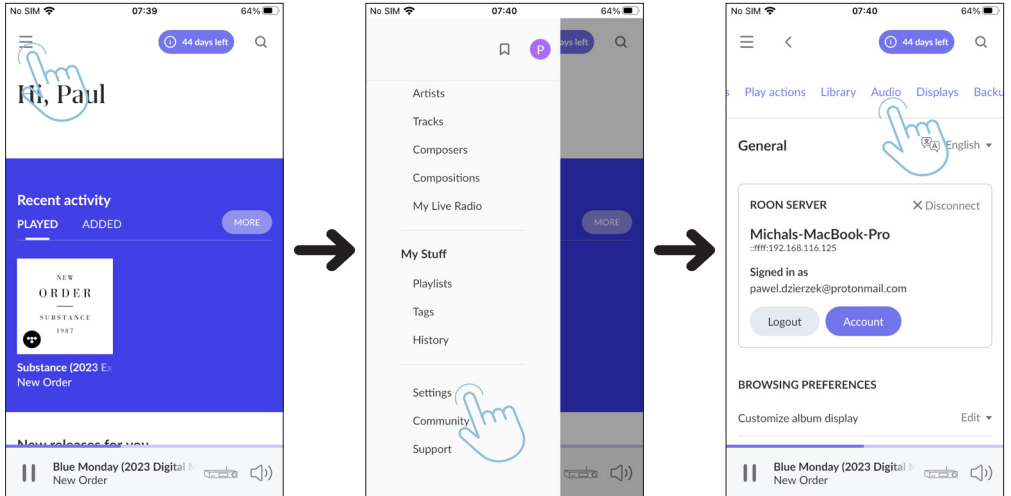 No SIM 07:39 64%
44 days left
Hi, Paul
Recent activity
PLAYED ADDED MORE
NEW
ORDER
SUBSTANCE
1987
Substance (2023 Ex
New Order
New releases for you
Blue Monday (2023 Digital M
New Order
No SIM 07:40 64%
P
ays left
Artists
Tracks
Composers
Compositions
My Live Radio
MORE
My Stuff
Playlists
Tags
History
Settings
Community
Support
No SIM 07:40 64%
44 days left
s Play actions Library Audio Displays Backu
General
English
ROON SERVER
Disconnect
Michals-MacBook-Pro
::ffff:192.168.116.125
Signed in as
pawel.dzierzek@protonmail.com
Logout Account
BROWSING PREFERENCES
Customize album display Edit
Blue Monday (2023 Digital M
New Order